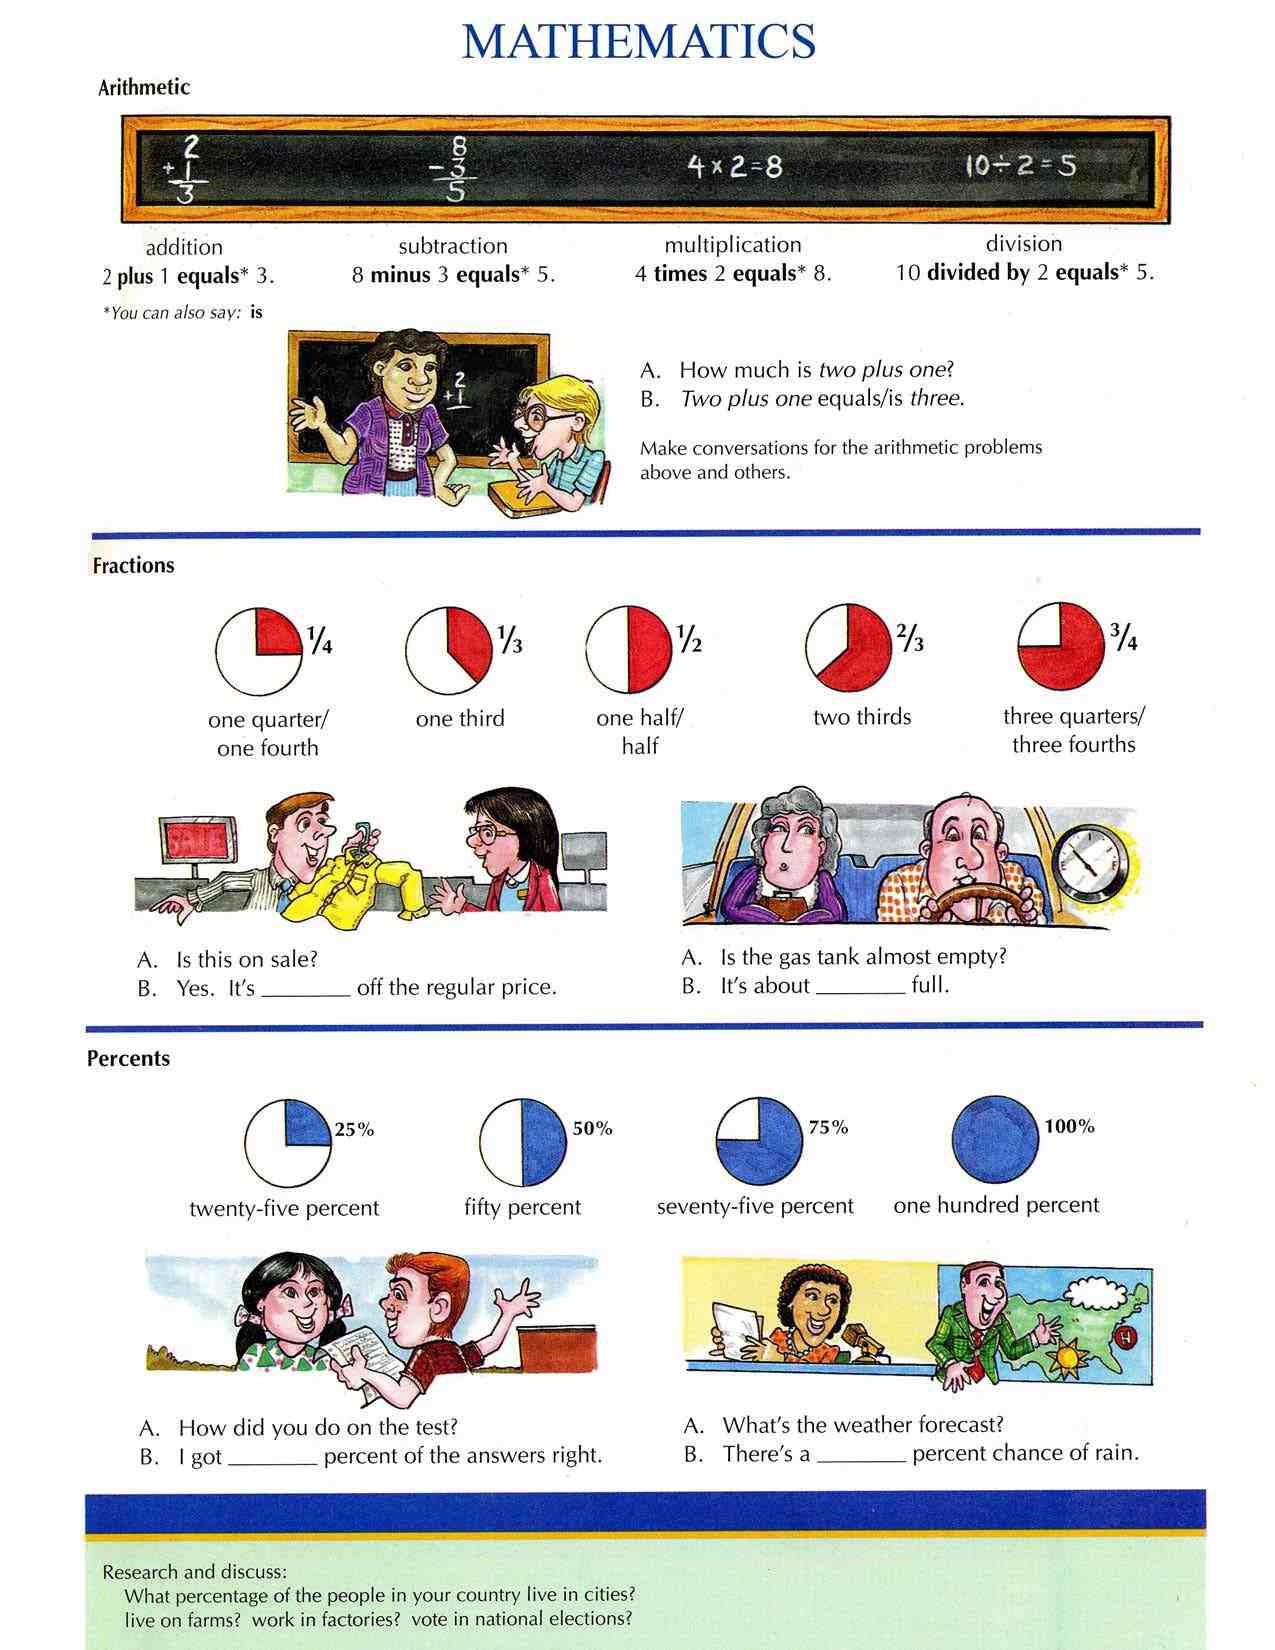 MATHEMATICS
Arithmetic
2
+1
3
8
-3
5
4×2=8
10÷2=5
addition
2 plus 1 equals* 3.
subtraction
8 minus 3 equals* 5.
multiplication
4 times 2 equals* 8.
division
10 divided by 2 equals* 5.
*You can also say: is
2
+1
A. How much is two plus one?
B. Two plus one equals/is three.
Make conversations for the arithmetic problems
above and others.
Fractions
1/4
one quarter/
one fourth
1/3
one third
1/2
one half/
half
2/3
two thirds
3/4
three quarters/
three fourths
SALE
A. Is this on sale?
B. Yes. It's ________ off the regular price.
A. Is the gas tank almost empty?
B. It's about ________ full.
Percents
25%
twenty-five percent
50%
fifty percent
75%
seventy-five percent
100%
one hundred percent
H
A. How did you do on the test?
B. I got ________ percent of the answers right.
A. What's the weather forecast?
B. There's a ________ percent chance of rain.
Research and discuss:
What percentage of the people in your country live in cities?
live on farms? work in factories? vote in national elections?